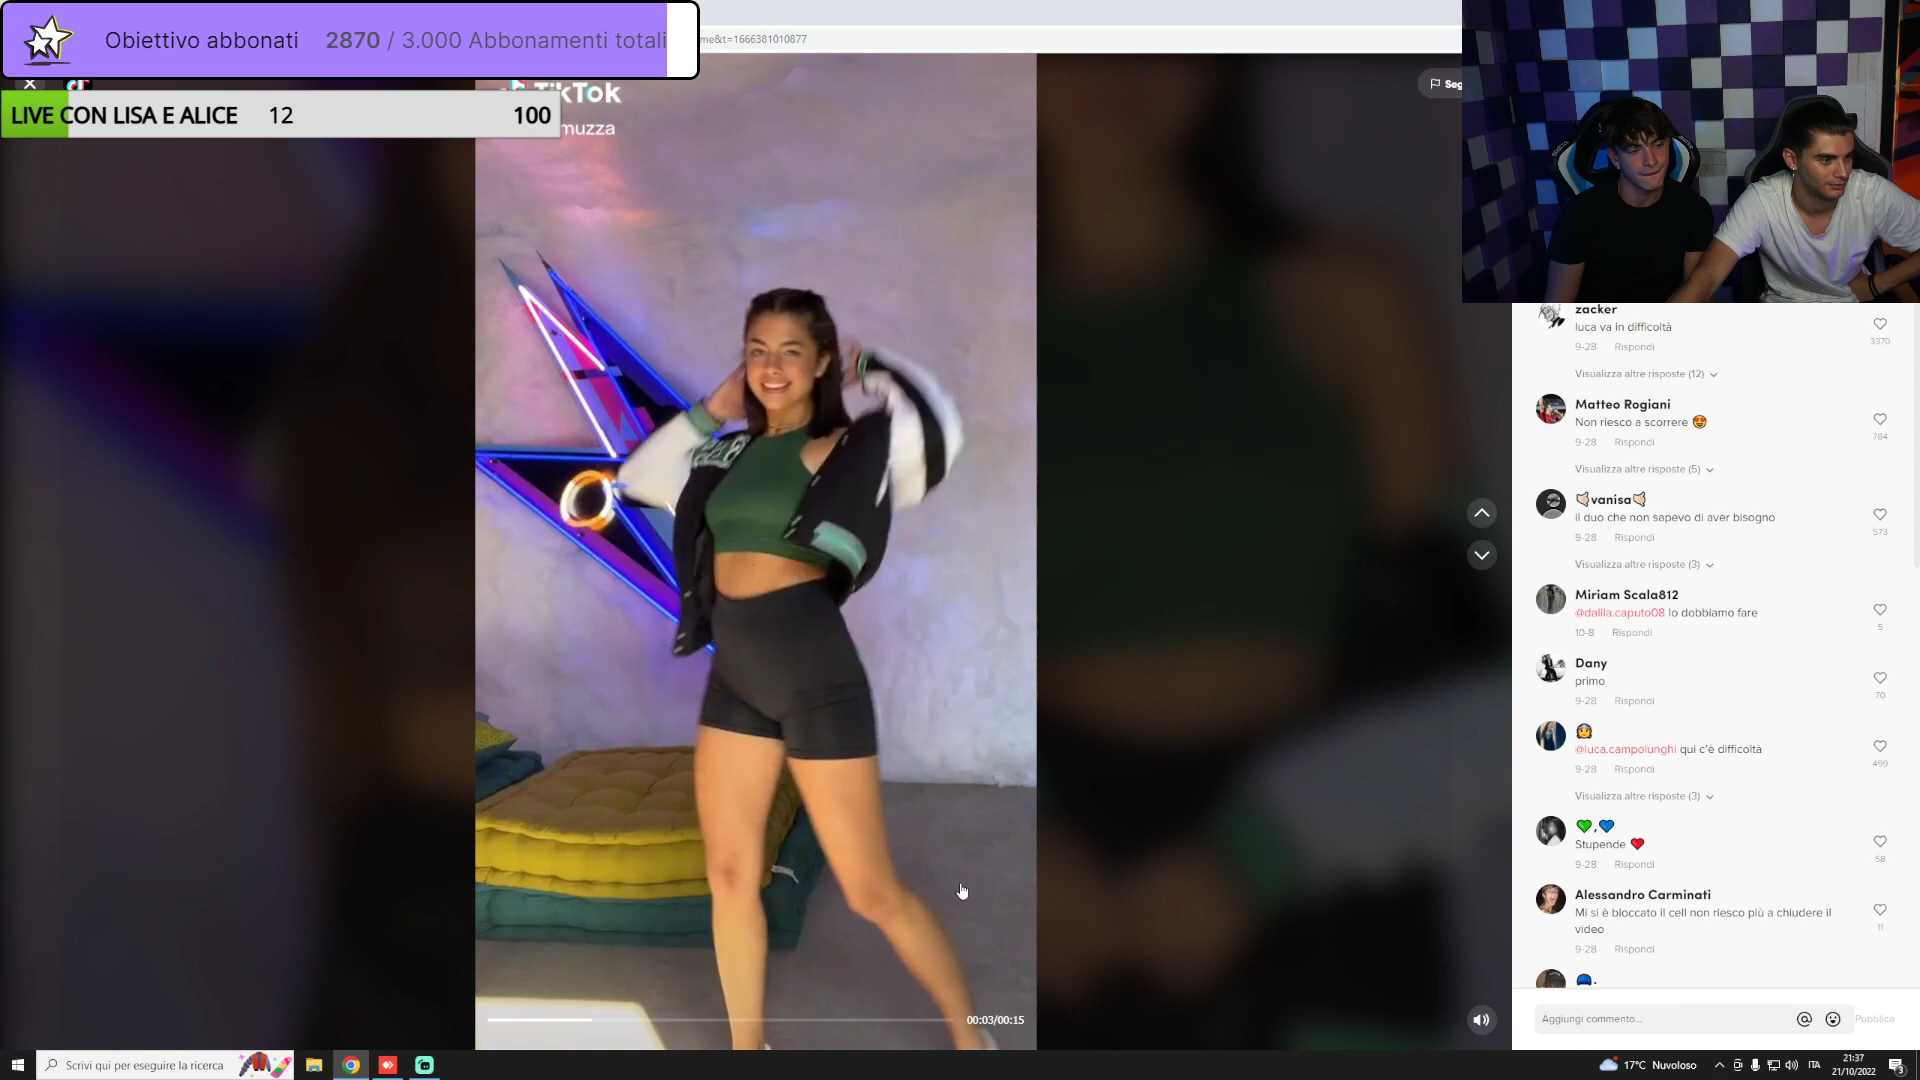 Obiettivo abbonati 2870 / 3.000 Abbonamenti totali
me&t=1666381010877
TikTok
muzza
LIVE CON LISA E ALICE 12 100
Seg
zacker
luca va in difficoltà
3370
9-28 Rispondi
Visualizza altre risposte (12)
Matteo Rogiani
Non riesco a scorrere 😍
784
9-28 Rispondi
Visualizza altre risposte (5)
vanisa
il duo che non sapevo di aver bisogno
573
9-28 Rispondi
Visualizza altre risposte (3)
Miriam Scala812
@dalila.caputo08 lo dobbiamo fare
5
10-8 Rispondi
Dany
primo
70
9-28 Rispondi
@luca.campolunghi qui c'è difficoltà
499
9-28 Rispondi
Visualizza altre risposte (3)
💚,💙
Stupende ❤️
58
9-28 Rispondi
Alessandro Carminati
Mi si è bloccato il cell non riesco più a chiudere il
video
11
9-28 Rispondi
00:03/00:15
Aggiungi commento...
Pubblica
Scrivi qui per eseguire la ricerca
17°C Nuvoloso
ITA
21:37
21/10/2022
3